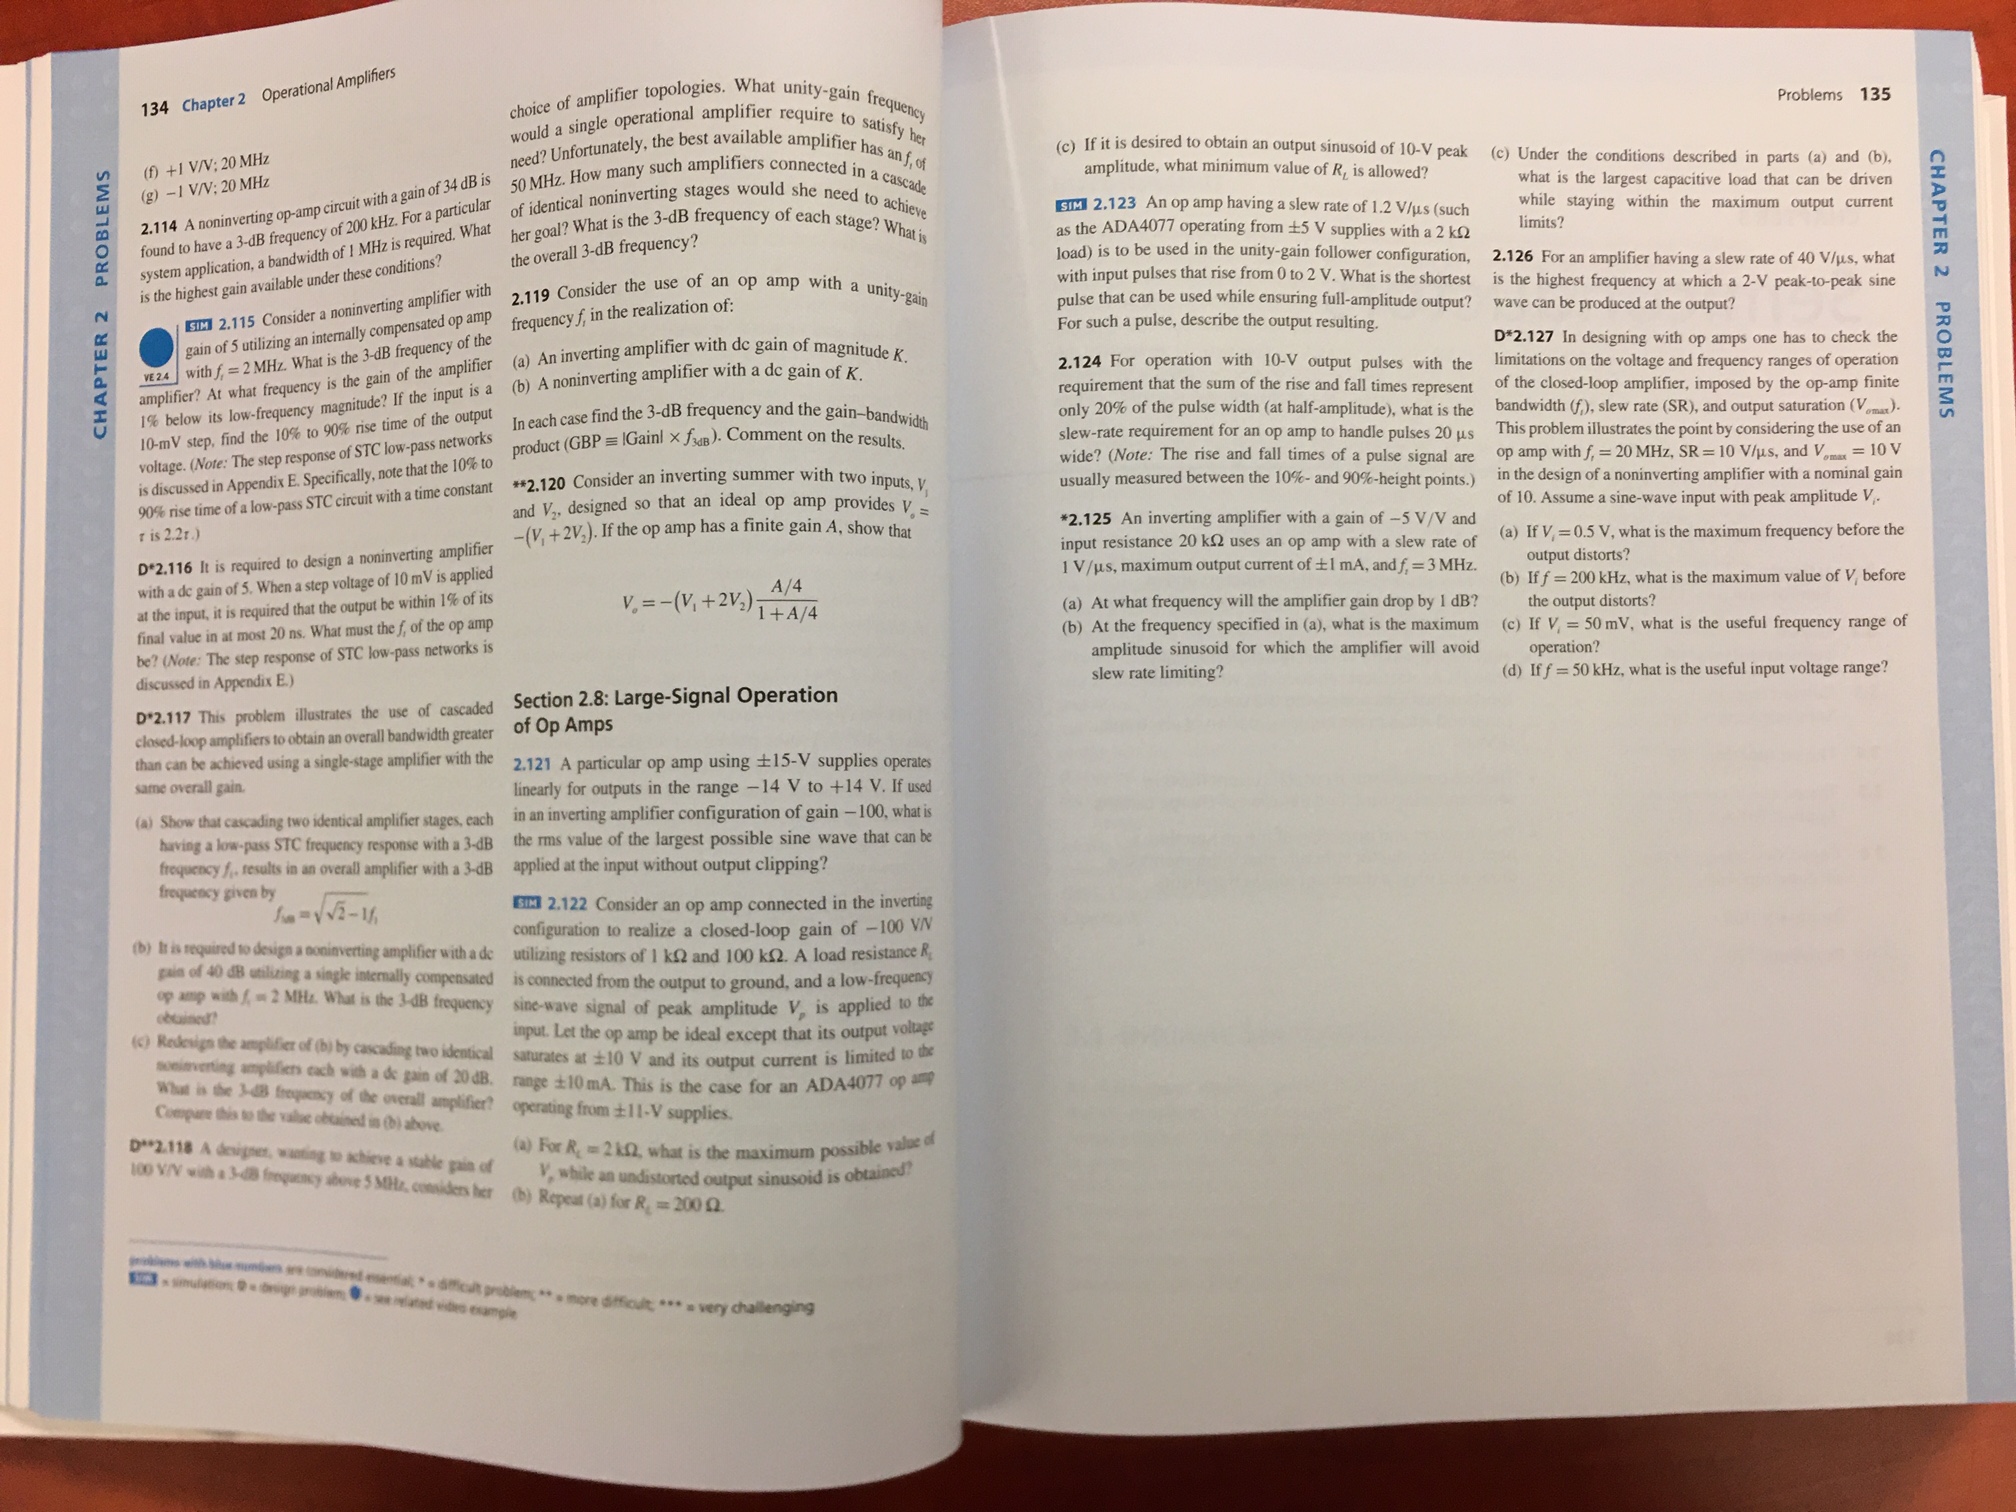 134 Chapter 2 Operational Amplifiers
CHAPTER 2 PROBLEMS
(f) +1 V/V; 20 MHz
(g) −1 V/V; 20 MHz
2.114 A noninverting op-amp circuit with a gain of 34 dB is
found to have a 3-dB frequency of 200 kHz. For a particular
system application, a bandwidth of 1 MHz is required. What
is the highest gain available under these conditions?
SIM 2.115 Consider a noninverting amplifier with
gain of 5 utilizing an internally compensated op amp
VE 2.4
with fₜ = 2 MHz. What is the 3-dB frequency of the
amplifier? At what frequency is the gain of the amplifier
1% below its low-frequency magnitude? If the input is a
10-mV step, find the 10% to 90% rise time of the output
voltage. (Note: The step response of STC low-pass networks
is discussed in Appendix E. Specifically, note that the 10% to
90% rise time of a low-pass STC circuit with a time constant
τ is 2.2τ.)
D*2.116 It is required to design a noninverting amplifier
with a dc gain of 5. When a step voltage of 10 mV is applied
at the input, it is required that the output be within 1% of its
final value in at most 20 ns. What must the fₜ of the op amp
be? (Note: The step response of STC low-pass networks is
discussed in Appendix E.)
D*2.117 This problem illustrates the use of cascaded
closed-loop amplifiers to obtain an overall bandwidth greater
than can be achieved using a single-stage amplifier with the
same overall gain.
(a) Show that cascading two identical amplifier stages, each
having a low-pass STC frequency response with a 3-dB
frequency f₁, results in an overall amplifier with a 3-dB
frequency given by
f₃dB = √(√2 − 1) f₁
(b) It is required to design a noninverting amplifier with a dc
gain of 40 dB utilizing a single internally compensated
op amp with fₜ = 2 MHz. What is the 3-dB frequency
obtained?
(c) Redesign the amplifier of (b) by cascading two identical
noninverting amplifiers each with a dc gain of 20 dB.
What is the 3-dB frequency of the overall amplifier?
Compare this to the value obtained in (b) above.
D**2.118 A designer, wanting to achieve a stable gain of
100 V/V with a 3-dB frequency above 5 MHz, considers her
choice of amplifier topologies. What unity-gain frequency
would a single operational amplifier require to satisfy her
need? Unfortunately, the best available amplifier has an fₜ of
50 MHz. How many such amplifiers connected in a cascade
of identical noninverting stages would she need to achieve
her goal? What is the 3-dB frequency of each stage? What is
the overall 3-dB frequency?
2.119 Consider the use of an op amp with a unity-gain
frequency fₜ in the realization of:
(a) An inverting amplifier with dc gain of magnitude K.
(b) A noninverting amplifier with a dc gain of K.
In each case find the 3-dB frequency and the gain–bandwidth
product (GBP ≡ |Gain| × f₃dB). Comment on the results.
**2.120 Consider an inverting summer with two inputs, V₁
and V₂, designed so that an ideal op amp provides Vₒ =
−(V₁ + 2V₂). If the op amp has a finite gain A, show that
Vₒ = −(V₁ + 2V₂) A/4 / 1 + A/4
Section 2.8: Large-Signal Operation
of Op Amps
2.121 A particular op amp using ±15-V supplies operates
linearly for outputs in the range −14 V to +14 V. If used
in an inverting amplifier configuration of gain −100, what is
the rms value of the largest possible sine wave that can be
applied at the input without output clipping?
SIM 2.122 Consider an op amp connected in the inverting
configuration to realize a closed-loop gain of −100 V/V
utilizing resistors of 1 kΩ and 100 kΩ. A load resistance R_L
is connected from the output to ground, and a low-frequency
sine-wave signal of peak amplitude Vₚ is applied to the
input. Let the op amp be ideal except that its output voltage
saturates at ±10 V and its output current is limited to the
range ±10 mA. This is the case for an ADA4077 op amp
operating from ±11-V supplies.
(a) For R_L = 2 kΩ, what is the maximum possible value of
Vₚ while an undistorted output sinusoid is obtained?
(b) Repeat (a) for R_L = 200 Ω.
problems with blue numbers are considered essential; * = difficult problem; ** = more difficult; *** = very challenging
SIM = simulation; D = design problem; = see related video example
Problems 135
CHAPTER 2 PROBLEMS
(c) If it is desired to obtain an output sinusoid of 10-V peak
amplitude, what minimum value of R_L is allowed?
SIM 2.123 An op amp having a slew rate of 1.2 V/μs (such
as the ADA4077 operating from ±5 V supplies with a 2 kΩ
load) is to be used in the unity-gain follower configuration,
with input pulses that rise from 0 to 2 V. What is the shortest
pulse that can be used while ensuring full-amplitude output?
For such a pulse, describe the output resulting.
2.124 For operation with 10-V output pulses with the
requirement that the sum of the rise and fall times represent
only 20% of the pulse width (at half-amplitude), what is the
slew-rate requirement for an op amp to handle pulses 20 μs
wide? (Note: The rise and fall times of a pulse signal are
usually measured between the 10%- and 90%-height points.)
*2.125 An inverting amplifier with a gain of −5 V/V and
input resistance 20 kΩ uses an op amp with a slew rate of
1 V/μs, maximum output current of ±1 mA, and fₜ = 3 MHz.
(a) At what frequency will the amplifier gain drop by 1 dB?
(b) At the frequency specified in (a), what is the maximum
amplitude sinusoid for which the amplifier will avoid
slew rate limiting?
(c) Under the conditions described in parts (a) and (b),
what is the largest capacitive load that can be driven
while staying within the maximum output current
limits?
2.126 For an amplifier having a slew rate of 40 V/μs, what
is the highest frequency at which a 2-V peak-to-peak sine
wave can be produced at the output?
D*2.127 In designing with op amps one has to check the
limitations on the voltage and frequency ranges of operation
of the closed-loop amplifier, imposed by the op-amp finite
bandwidth (fₜ), slew rate (SR), and output saturation (Vₒmax).
This problem illustrates the point by considering the use of an
op amp with fₜ = 20 MHz, SR = 10 V/μs, and Vₒmax = 10 V
in the design of a noninverting amplifier with a nominal gain
of 10. Assume a sine-wave input with peak amplitude Vᵢ.
(a) If Vᵢ = 0.5 V, what is the maximum frequency before the
output distorts?
(b) If f = 200 kHz, what is the maximum value of Vᵢ before
the output distorts?
(c) If Vᵢ = 50 mV, what is the useful frequency range of
operation?
(d) If f = 50 kHz, what is the useful input voltage range?